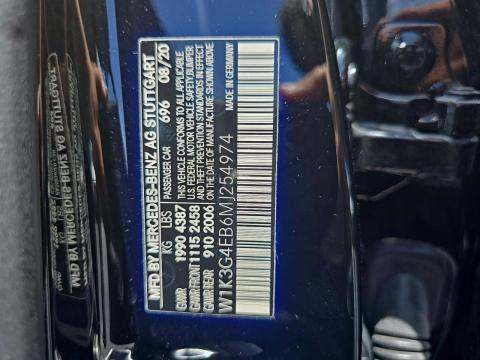 MFD BY MERCEDES-BENZ AG STUTTGART
KG LBS PASSENGER CAR 696 08/20
GVWR 1990 4387 THIS VEHICLE CONFORMS TO ALL APPLICABLE
GAWR FRONT 1115 2458 U.S. FEDERAL MOTOR VEHICLE SAFETY, BUMPER
GAWR REAR 910 2006 AND THEFT PREVENTION STANDARDS IN EFFECT
ON THE DATE OF MANUFACTURE SHOWN ABOVE
W1K3G4EB6MJ254974 MADE IN GERMANY